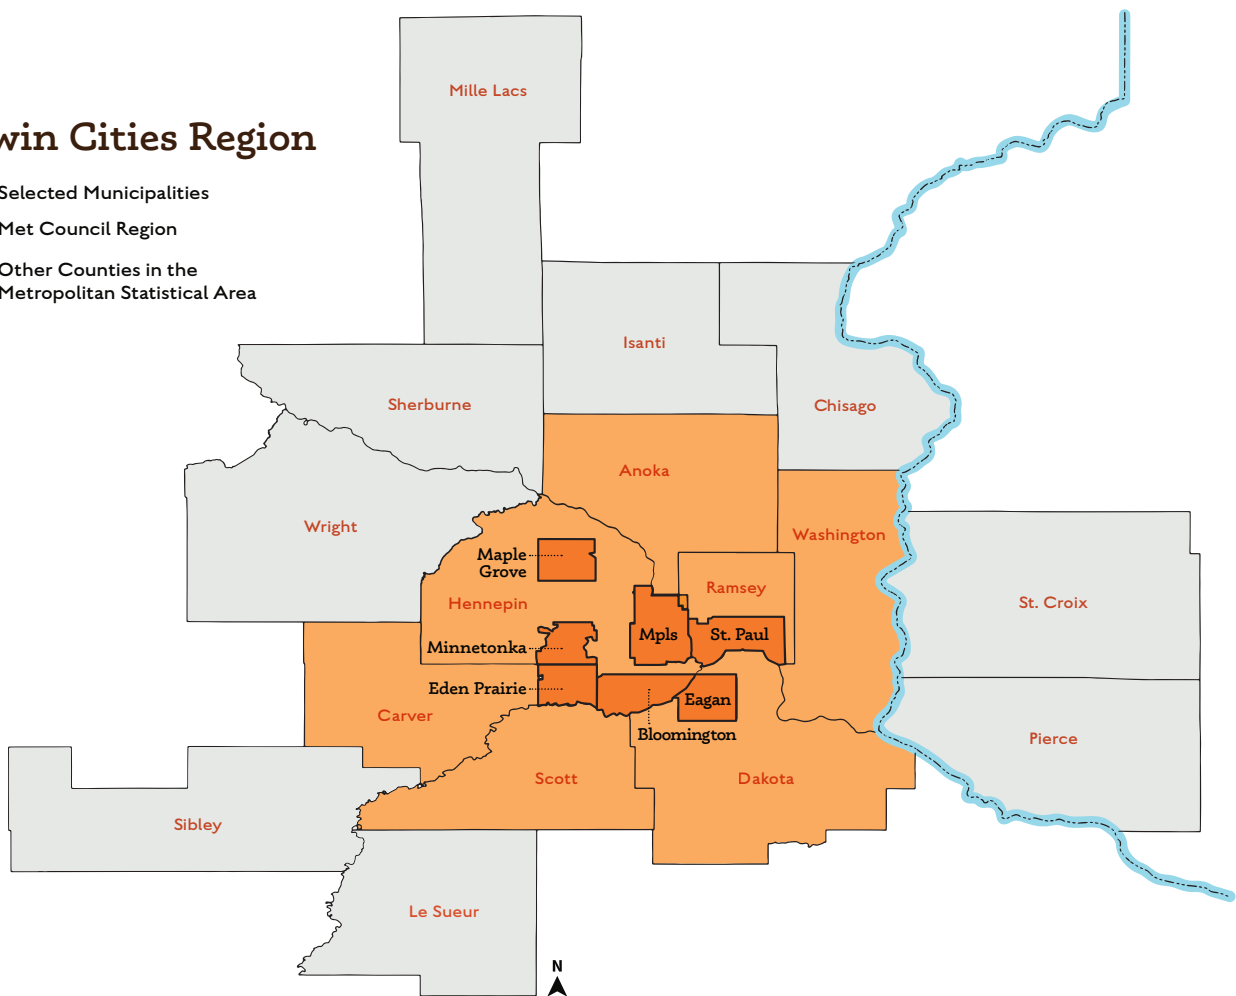 Mille Lacs
win Cities Region
Selected Municipalities
Met Council Region
Other Counties in the
Metropolitan Statistical Area
Isanti
Sherburne
Chisago
Anoka
Wright
Washington
Maple
Grove
Ramsey
Hennepin
St. Croix
Mpls
St. Paul
Minnetonka
Eden Prairie
Eagan
Carver
Bloomington
Pierce
Scott
Dakota
Sibley
Le Sueur
N